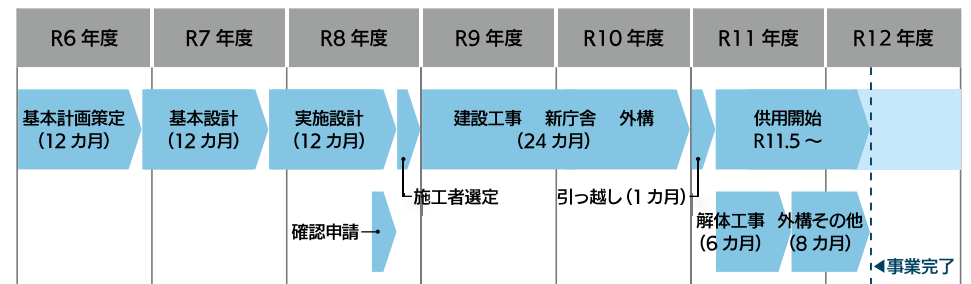 R6 年度 R7 年度 R8 年度 R9 年度 R10 年度 R11 年度 R12 年度
基本計画策定
(12 カ月)
基本設計
(12 カ月)
実施設計
(12 カ月)
建設工事 新庁舎 外構
(24 カ月)
供用開始
R11.5～
施工者選定
引っ越し(1 カ月)
確認申請
解体工事
(6 カ月)
外構その他
(8 カ月)
◀事業完了